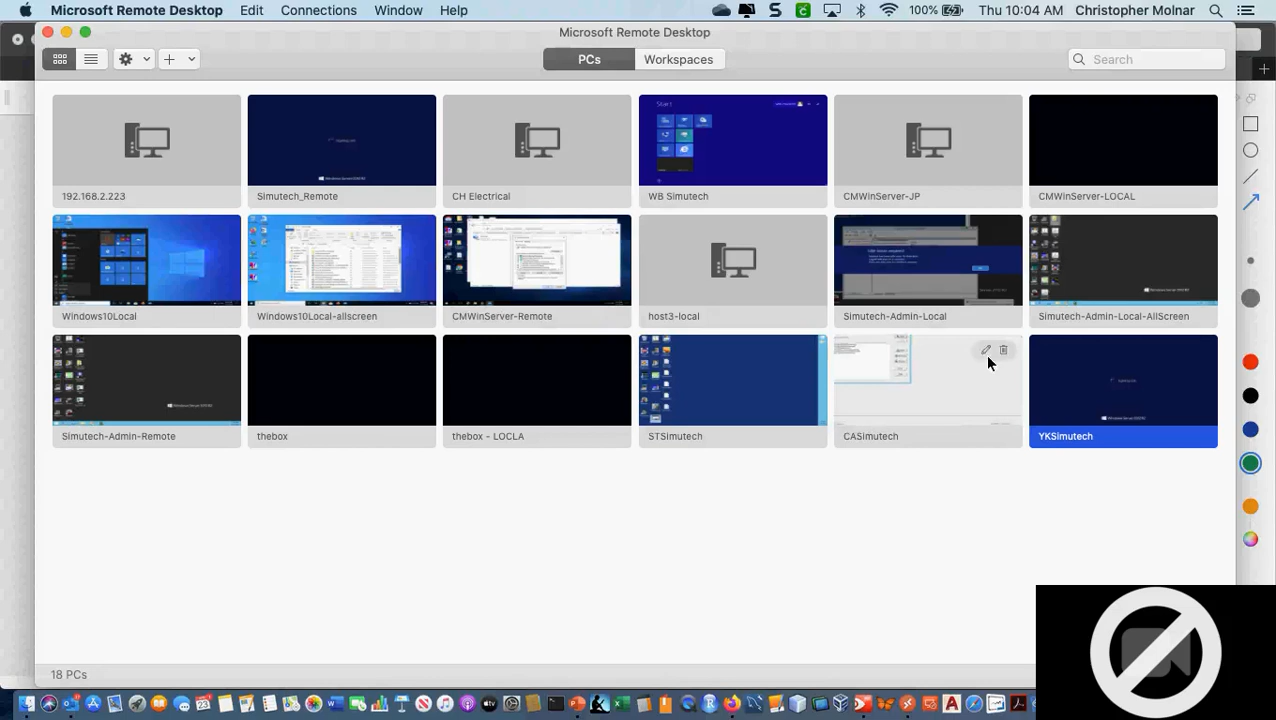 Microsoft Remote Desktop Edit Connections Window Help 100% Thu 10:04 AM Christopher Molnar
Microsoft Remote Desktop
PCs Workspaces Search
192.168.2.223 Simutech_Remote CH Electrical WB Simutech CMWinServer-JP CMWinServer-LOCAL
Windows10Local Windows10Local-allscreen CMWinServer-Remote host3-local Simutech-Admin-Local Simutech-Admin-Local-AllScreen
Simutech-Admin-Remote thebox thebox - LOCLA STSimutech CASimutech YKSimutech
18 PCs